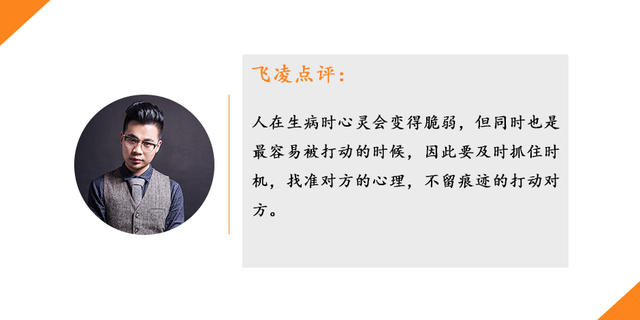 飞凌点评：
人在生病时心灵会变得脆弱，但同时也是
最容易被打动的时候，因此要及时抓住时
机，找准对方的心理，不留痕迹的打动对
方。